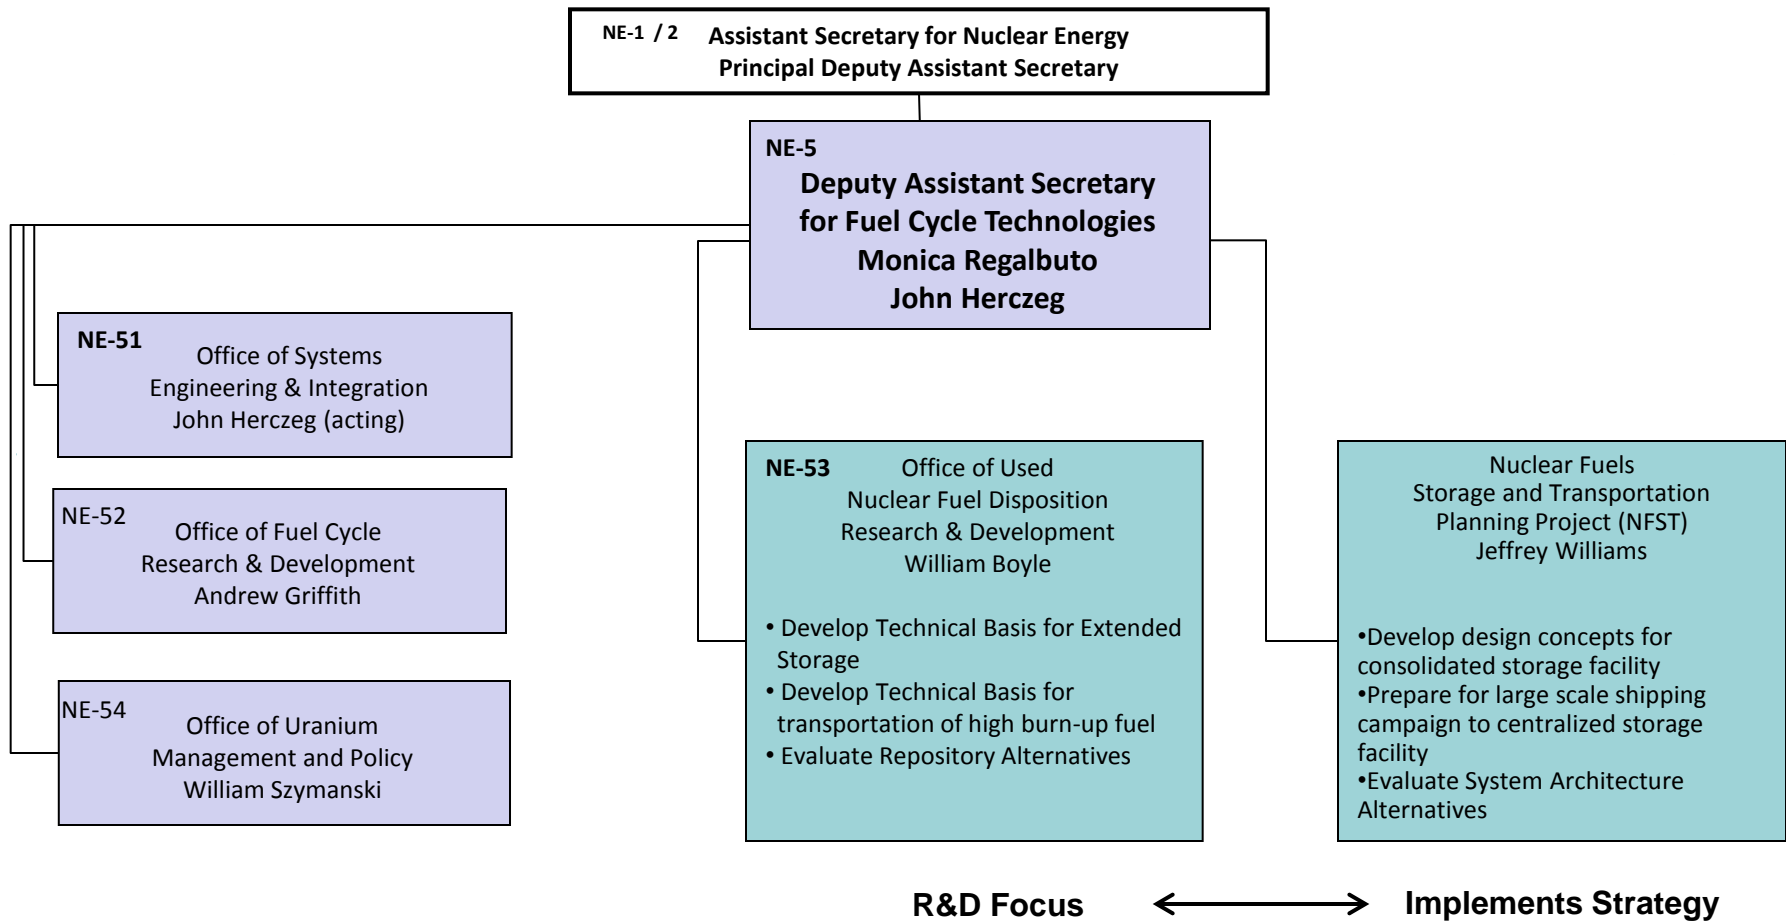 NE-1 / 2 Assistant Secretary for Nuclear Energy
Principal Deputy Assistant Secretary
NE-5
Deputy Assistant Secretary
for Fuel Cycle Technologies
Monica Regalbuto
John Herczeg
NE-51
Office of Systems
Engineering & Integration
John Herczeg (acting)
NE-52
Office of Fuel Cycle
Research & Development
Andrew Griffith
NE-54
Office of Uranium
Management and Policy
William Szymanski
NE-53 Office of Used
Nuclear Fuel Disposition
Research & Development
William Boyle
• Develop Technical Basis for Extended
Storage
• Develop Technical Basis for
transportation of high burn-up fuel
• Evaluate Repository Alternatives
Nuclear Fuels
Storage and Transportation
Planning Project (NFST)
Jeffrey Williams
•Develop design concepts for
consolidated storage facility
•Prepare for large scale shipping
campaign to centralized storage
facility
•Evaluate System Architecture
Alternatives
R&D Focus
Implements Strategy